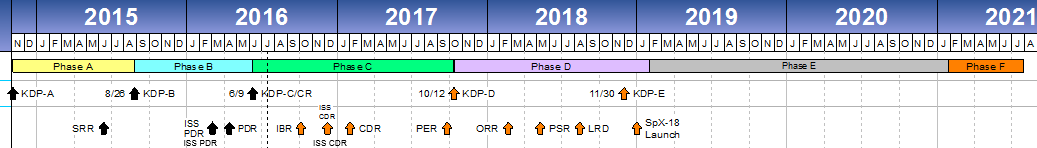 2015 2016 2017 2018 2019 2020 2021
N D J F M A M J J A S O N D J F M A M J J A S O N D J F M A M J J A S O N D J F M A M J J A S O N D J F M A M J J A S O N D J F M A M J J A S O N D J F M A M J J A
Phase A Phase B Phase C Phase D Phase E Phase F
KDP-A 8/26 KDP-B 6/9 KDP-C/CR 10/12 KDP-D 11/30 KDP-E
ISS
CDR
SRR ISS PDR IBR CDR PER ORR PSR LRD SpX-18
PDR Launch
ISS PDR ISS CDR